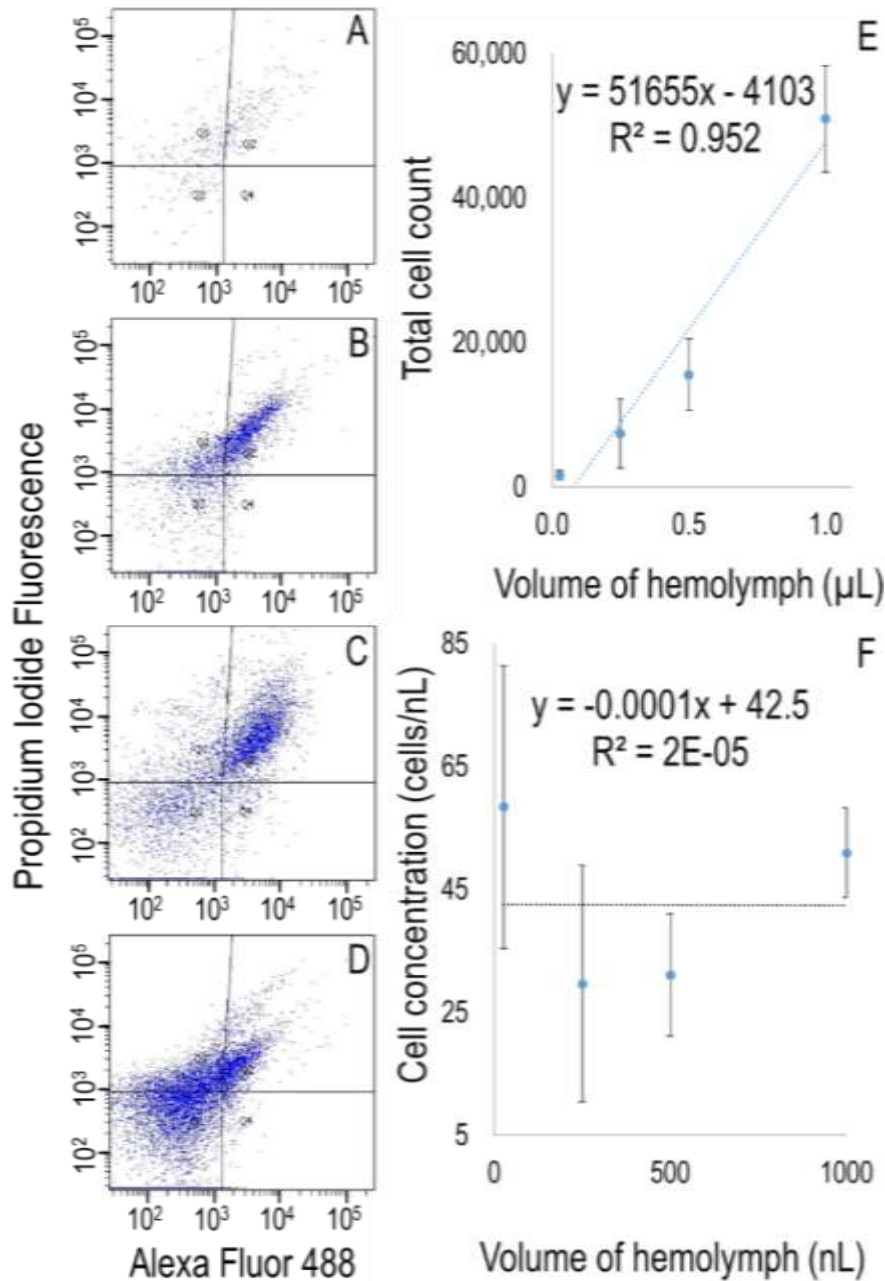 A
10⁵
10⁴
10³
10²
10² 10³ 10⁴ 10⁵
B
10⁵
10⁴
10³
10²
10² 10³ 10⁴ 10⁵
C
10⁵
10⁴
10³
10²
10² 10³ 10⁴ 10⁵
D
10⁵
10⁴
10³
10²
10² 10³ 10⁴ 10⁵
Propidium Iodide Fluorescence
Alexa Fluor 488
E
y = 51655x - 4103
R² = 0.952
Total cell count
60,000
40,000
20,000
0
0.0 0.5 1.0
Volume of hemolymph (µL)
F
y = -0.0001x + 42.5
R² = 2E-05
Cell concentration (cells/nL)
85
65
45
25
5
0 500 1000
Volume of hemolymph (nL)